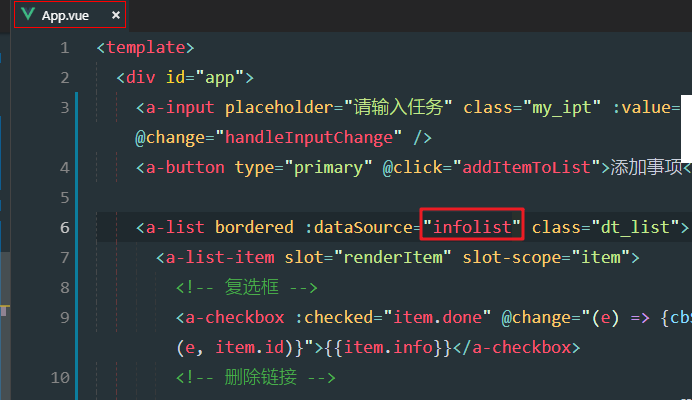 App.vue ×
1 <template>
2 <div id="app">
3 <a-input placeholder="请输入任务" class="my_ipt" :value=
@change="handleInputChange" />
4 <a-button type="primary" @click="addItemToList">添加事项<
5
6 <a-list bordered :dataSource="infolist" class="dt_list">
7 <a-list-item slot="renderItem" slot-scope="item">
8 <!-- 复选框 -->
9 <a-checkbox :checked="item.done" @change="(e) => {cbS
(e, item.id)}">{{item.info}}</a-checkbox>
10 <!-- 删除链接 -->